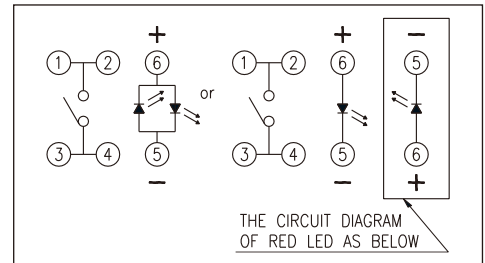 + + −
① ② ⑥ ① ② ⑥ ⑤
or
③ ④ ⑤ ③ ④ ⑤ ⑥
− − +
THE CIRCUIT DIAGRAM
OF RED LED AS BELOW